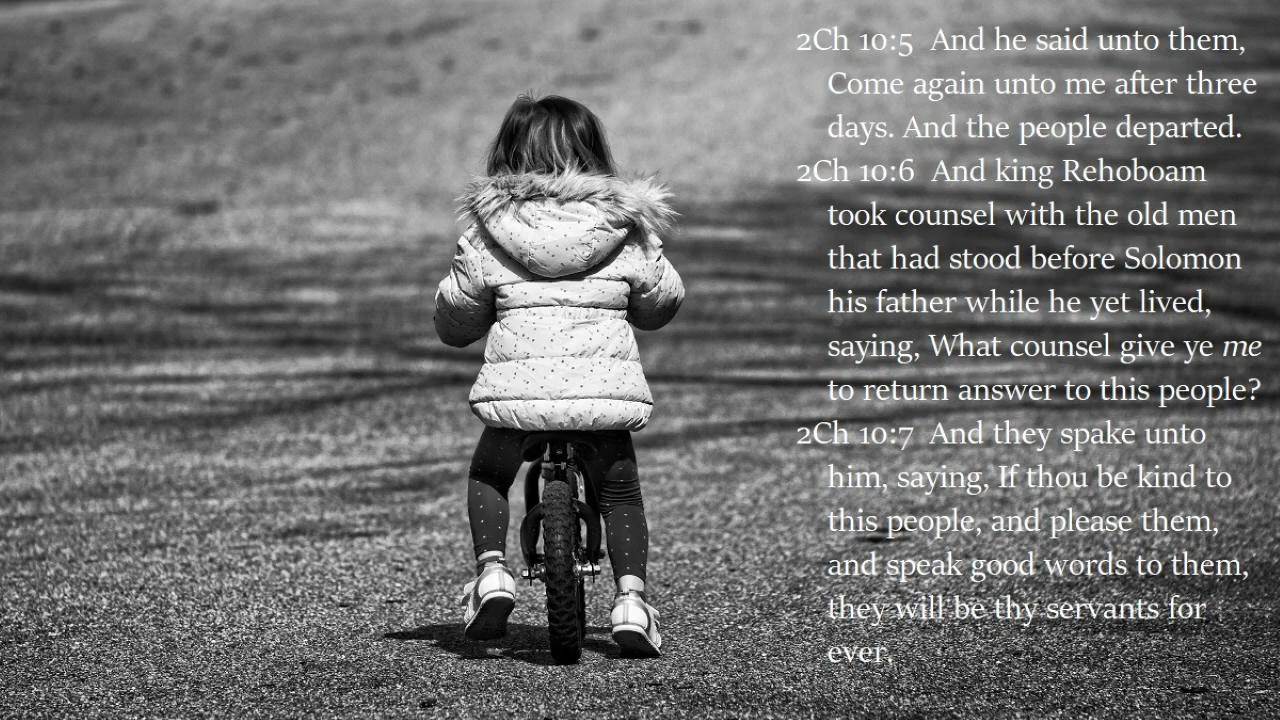 2Ch 10:5 And he said unto them,
Come again unto me after three
days. And the people departed.
2Ch 10:6 And king Rehoboam
took counsel with the old men
that had stood before Solomon
his father while he yet lived,
saying, What counsel give ye me
to return answer to this people?
2Ch 10:7 And they spake unto
him, saying, If thou be kind to
this people, and please them,
and speak good words to them,
they will be thy servants for
ever.